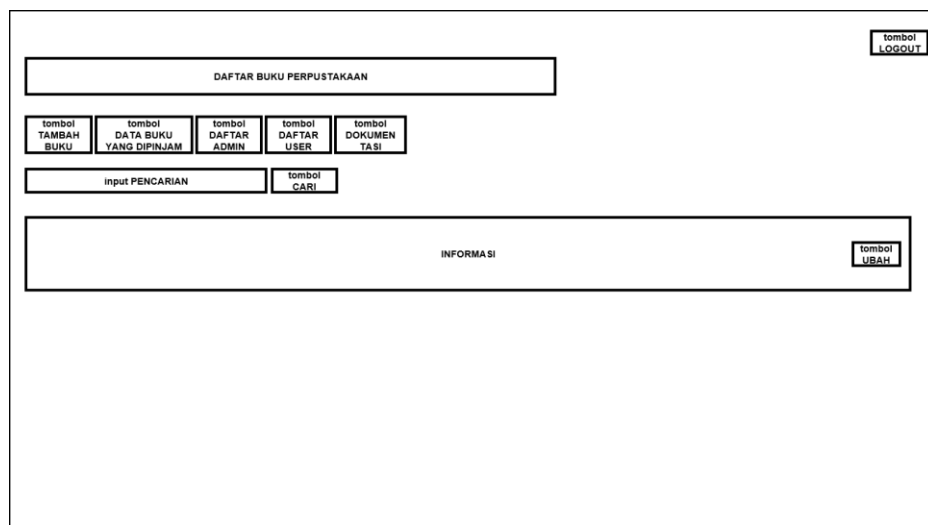 tombol
LOGOUT
DAFTAR BUKU PERPUSTAKAAN
tombol
TAMBAH
BUKU
tombol
DATA BUKU
YANG DIPINJAM
tombol
DAFTAR
ADMIN
tombol
DAFTAR
USER
tombol
DOKUMEN
TASI
input PENCARIAN
tombol
CARI
INFORMASI
tombol
UBAH